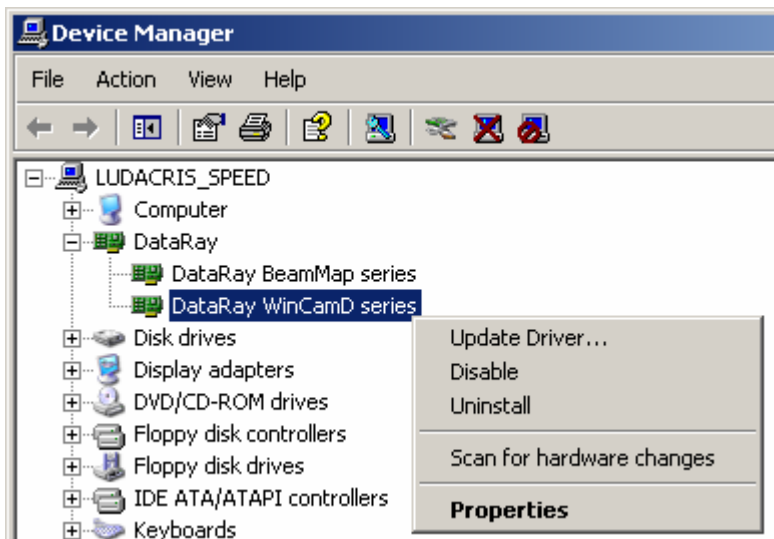 Device Manager
File Action View Help
LUDACRIS_SPEED
Computer
DataRay
DataRay BeamMap series
DataRay WinCamD series
Disk drives
Display adapters
DVD/CD-ROM drives
Floppy disk controllers
Floppy disk drives
IDE ATA/ATAPI controllers
Keyboards
Update Driver...
Disable
Uninstall
Scan for hardware changes
Properties